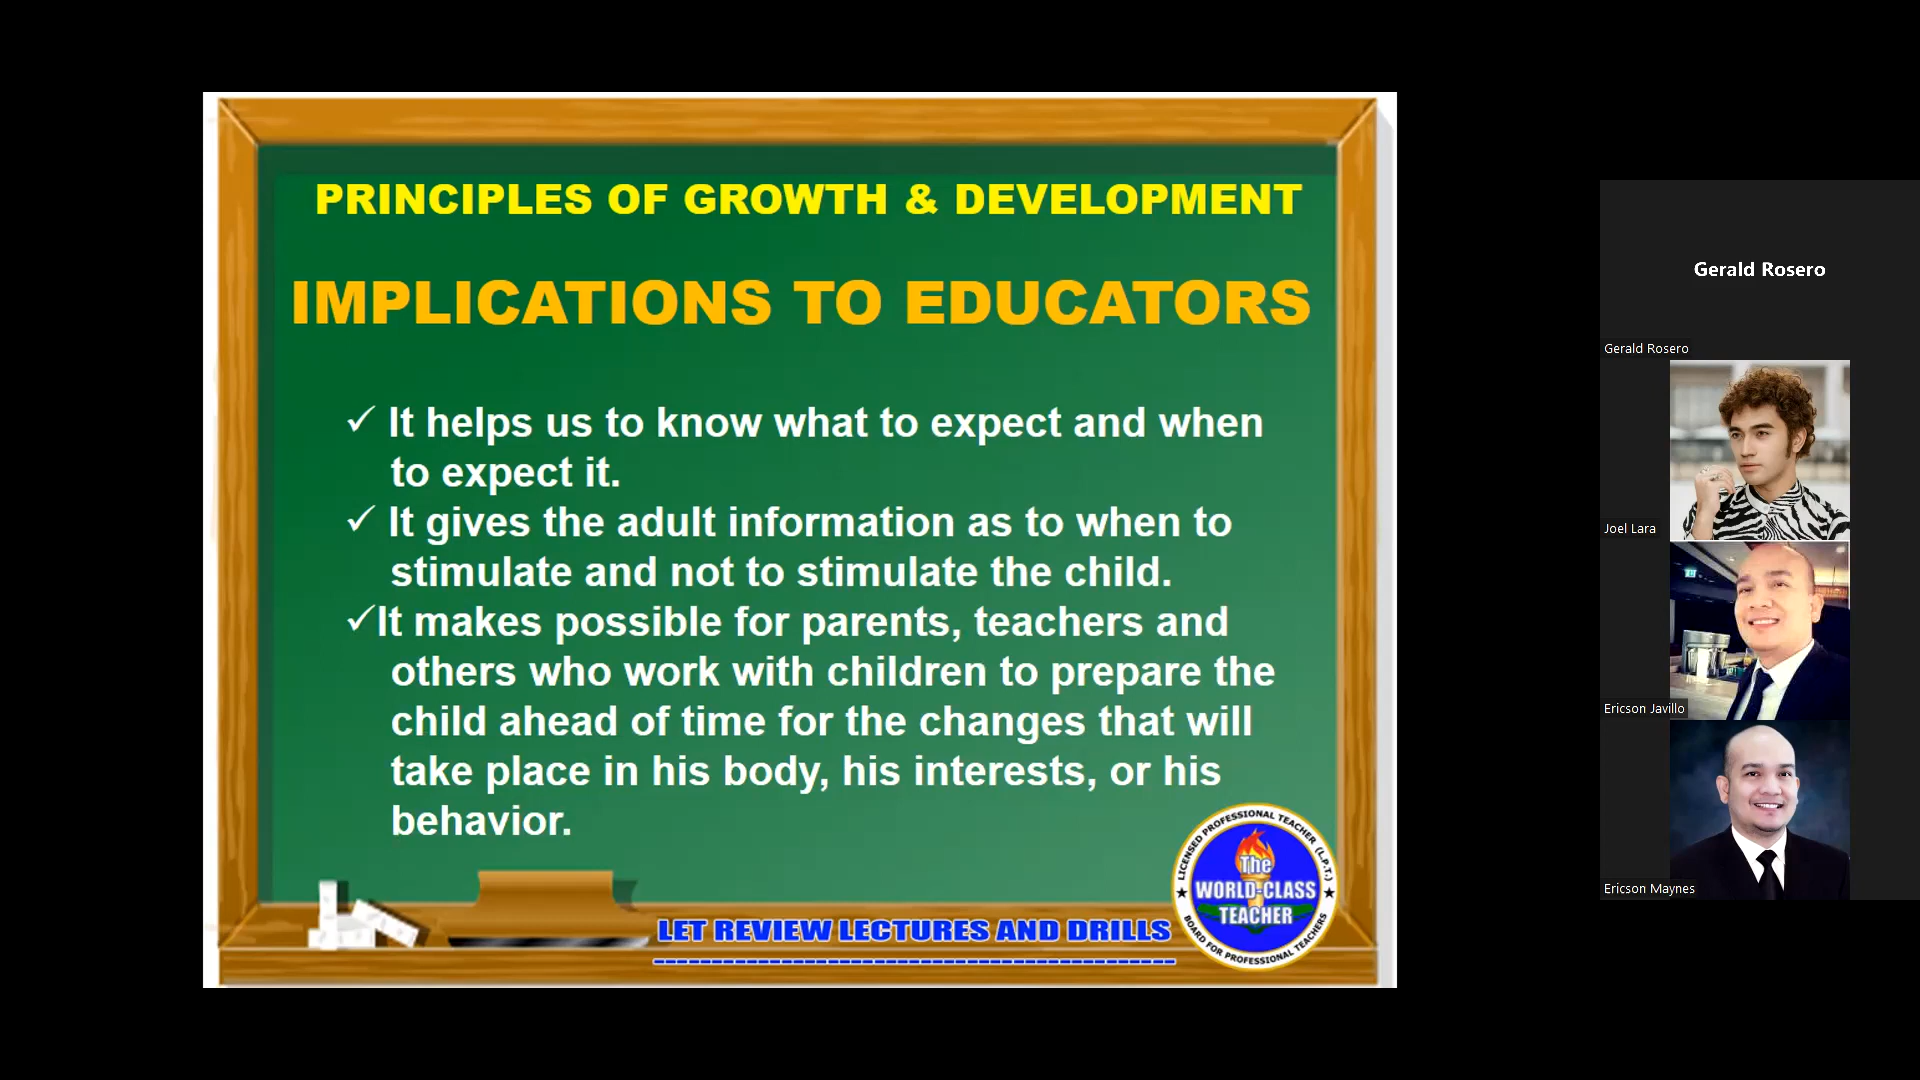 PRINCIPLES OF GROWTH & DEVELOPMENT
IMPLICATIONS TO EDUCATORS
✓ It helps us to know what to expect and when
to expect it.
✓ It gives the adult information as to when to
stimulate and not to stimulate the child.
✓It makes possible for parents, teachers and
others who work with children to prepare the
child ahead of time for the changes that will
take place in his body, his interests, or his
behavior.
LET REVIEW LECTURES AND DRILLS
LICENSED PROFESSIONAL TEACHER (L.P.T.)
The
WORLD-CLASS
TEACHER
BOARD FOR PROFESSIONAL TEACHERS
Gerald Rosero
Gerald Rosero
Joel Lara
Ericson Javillo
Ericson Maynes